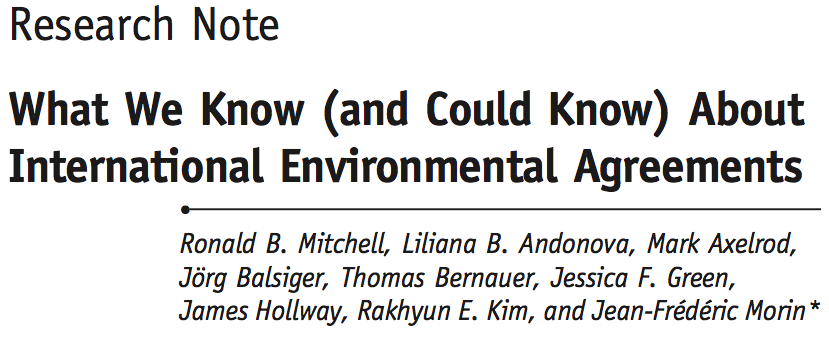 Research Note
What We Know (and Could Know) About
International Environmental Agreements
Ronald B. Mitchell, Liliana B. Andonova, Mark Axelrod,
Jörg Balsiger, Thomas Bernauer, Jessica F. Green,
James Hollway, Rakhyun E. Kim, and Jean-Frédéric Morin*